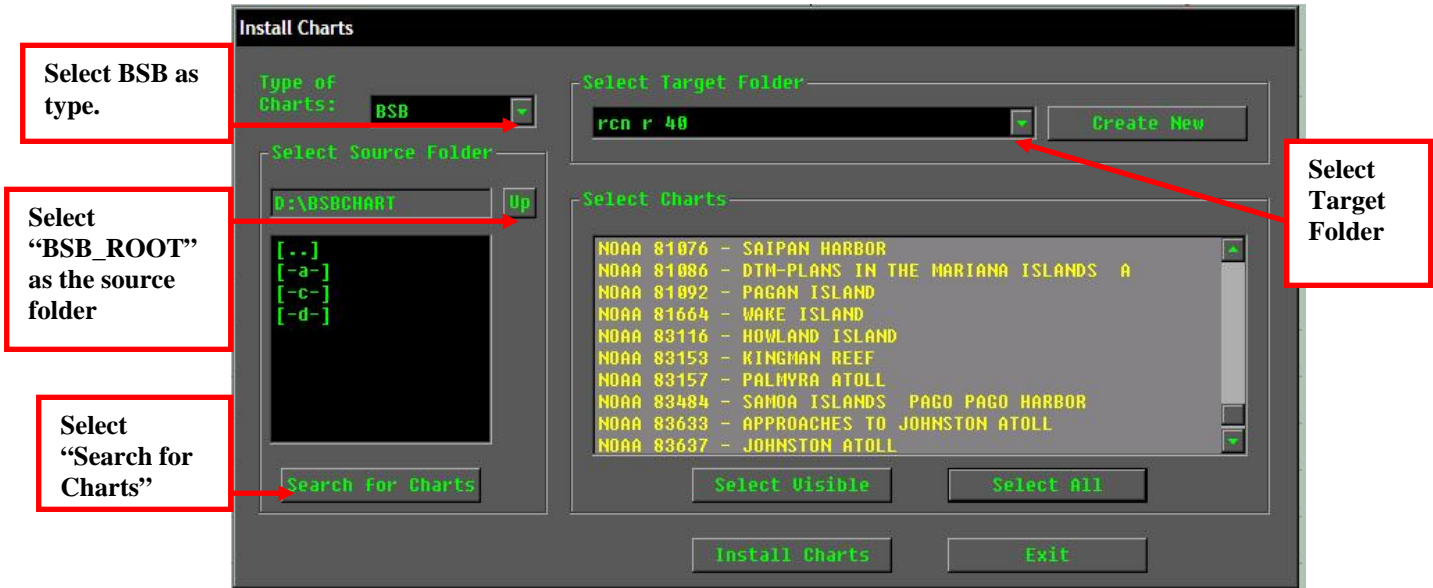 Install Charts
Select BSB as
type.
Type of
Charts:
BSB
Select Target Folder
rcn r 40
Create New
Select
Target
Folder
Select Source Folder
D:\BSBCHART
Up
Select
“BSB_ROOT”
as the source
folder
[..]
[-a-]
[-c-]
[-d-]
Select Charts
NOAA 81076 - SAIPAN HARBOR
NOAA 81086 - DTM-PLANS IN THE MARIANA ISLANDS A
NOAA 81092 - PAGAN ISLAND
NOAA 81664 - WAKE ISLAND
NOAA 83116 - HOWLAND ISLAND
NOAA 83153 - KINGMAN REEF
NOAA 83157 - PALMYRA ATOLL
NOAA 83484 - SAMOA ISLANDS PAGO PAGO HARBOR
NOAA 83633 - APPROACHES TO JOHNSTON ATOLL
NOAA 83637 - JOHNSTON ATOLL
Select
“Search for
Charts”
Search For Charts
Select Visible
Select All
Install Charts
Exit